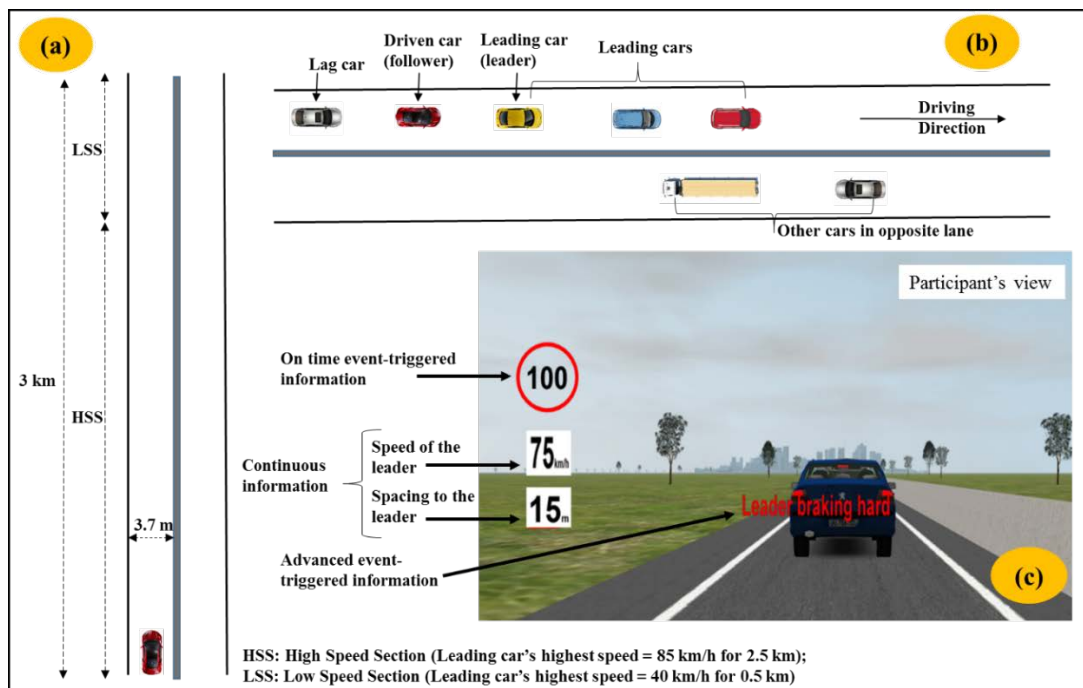 (a)
LSS
3 km
HSS
3.7 m
(b)
Lag car
Driven car
(follower)
Leading car
(leader)
Leading cars
Driving
Direction
Other cars in opposite lane
Participant's view
On time event-triggered
information
100
Continuous
information
Speed of the
leader
75km/h
Spacing to the
leader
15m
Advanced event-
triggered information
Leader braking hard
(c)
HSS: High Speed Section (Leading car's highest speed = 85 km/h for 2.5 km);
LSS: Low Speed Section (Leading car's highest speed = 40 km/h for 0.5 km)